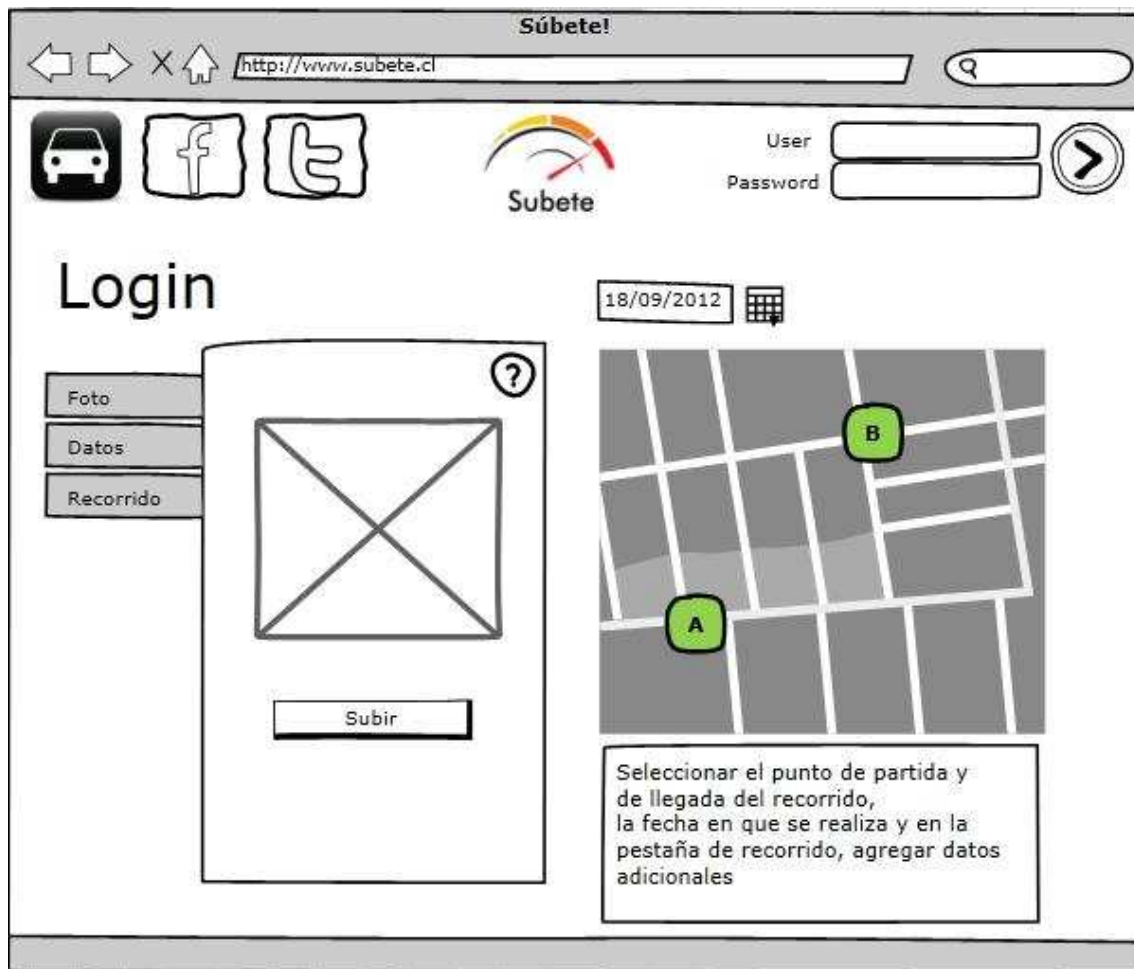 Súbete!
http://www.subete.cl
f
t
Subete
User
Password
Login
18/09/2012
Foto
Datos
Recorrido
?
Subir
B
A
Seleccionar el punto de partida y
de llegada del recorrido,
la fecha en que se realiza y en la
pestaña de recorrido, agregar datos
adicionales